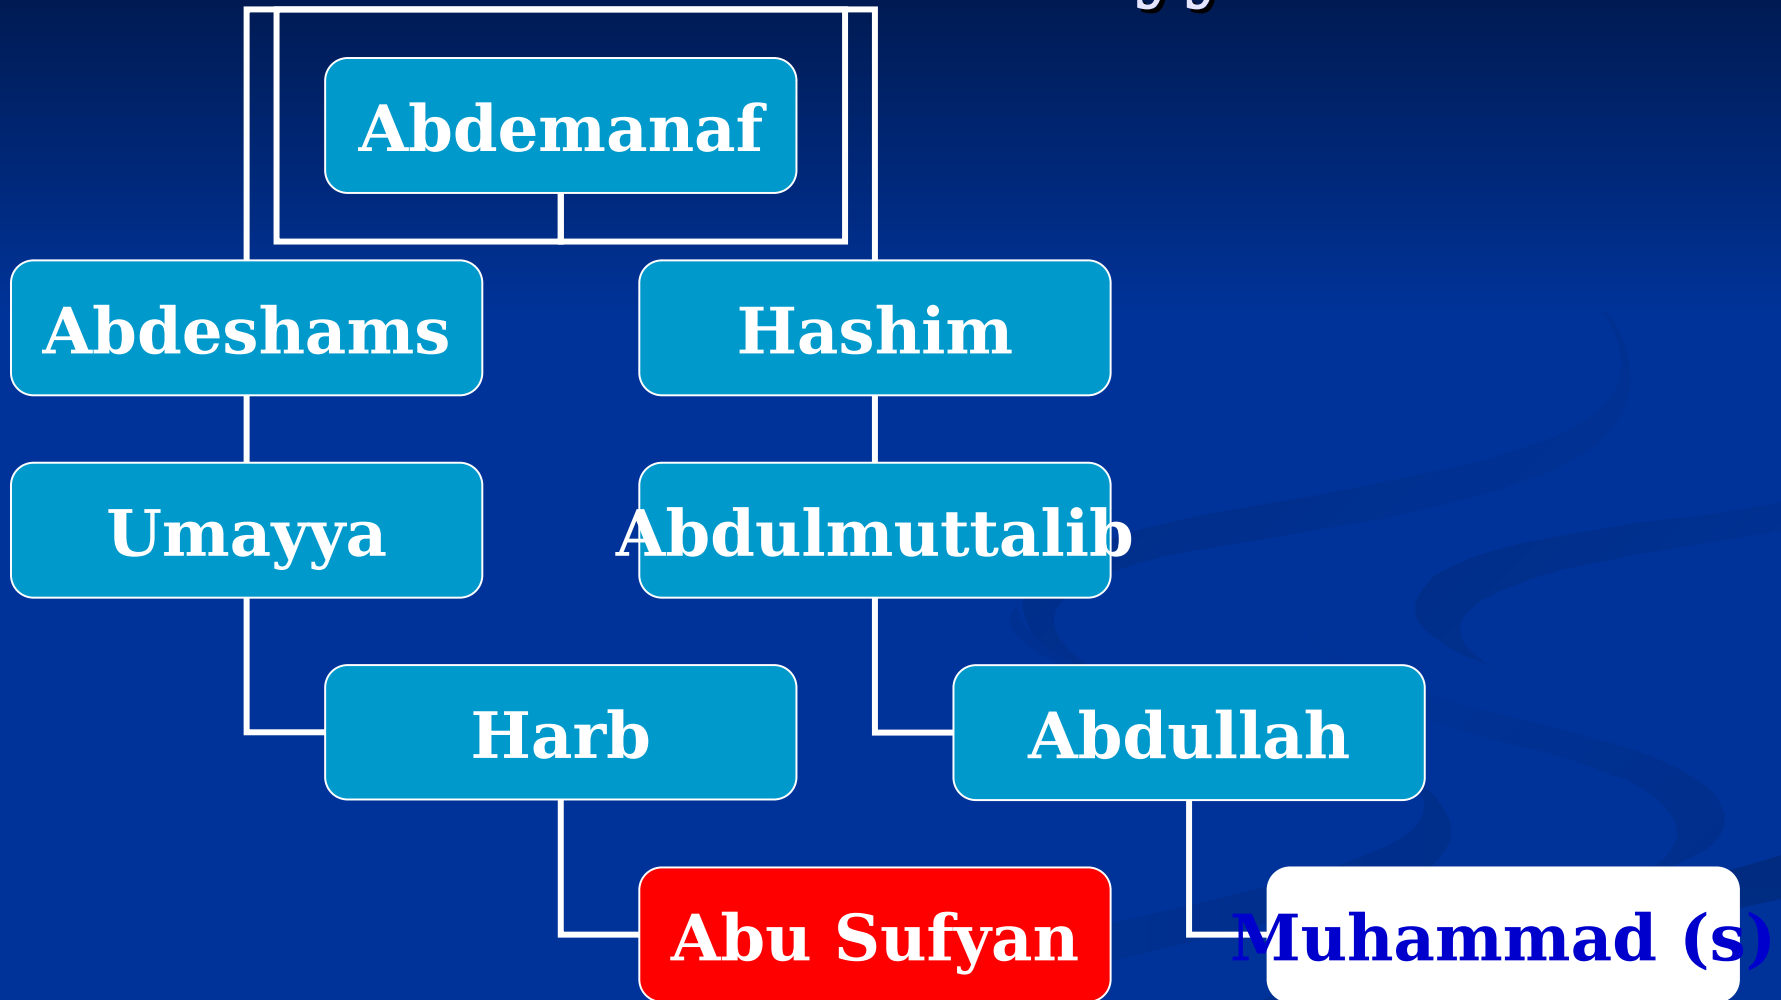 Abdemanaf
Abdeshams
Hashim
Umayya
Abdulmuttalib
Harb
Abdullah
Abu Sufyan
Muhammad (s)